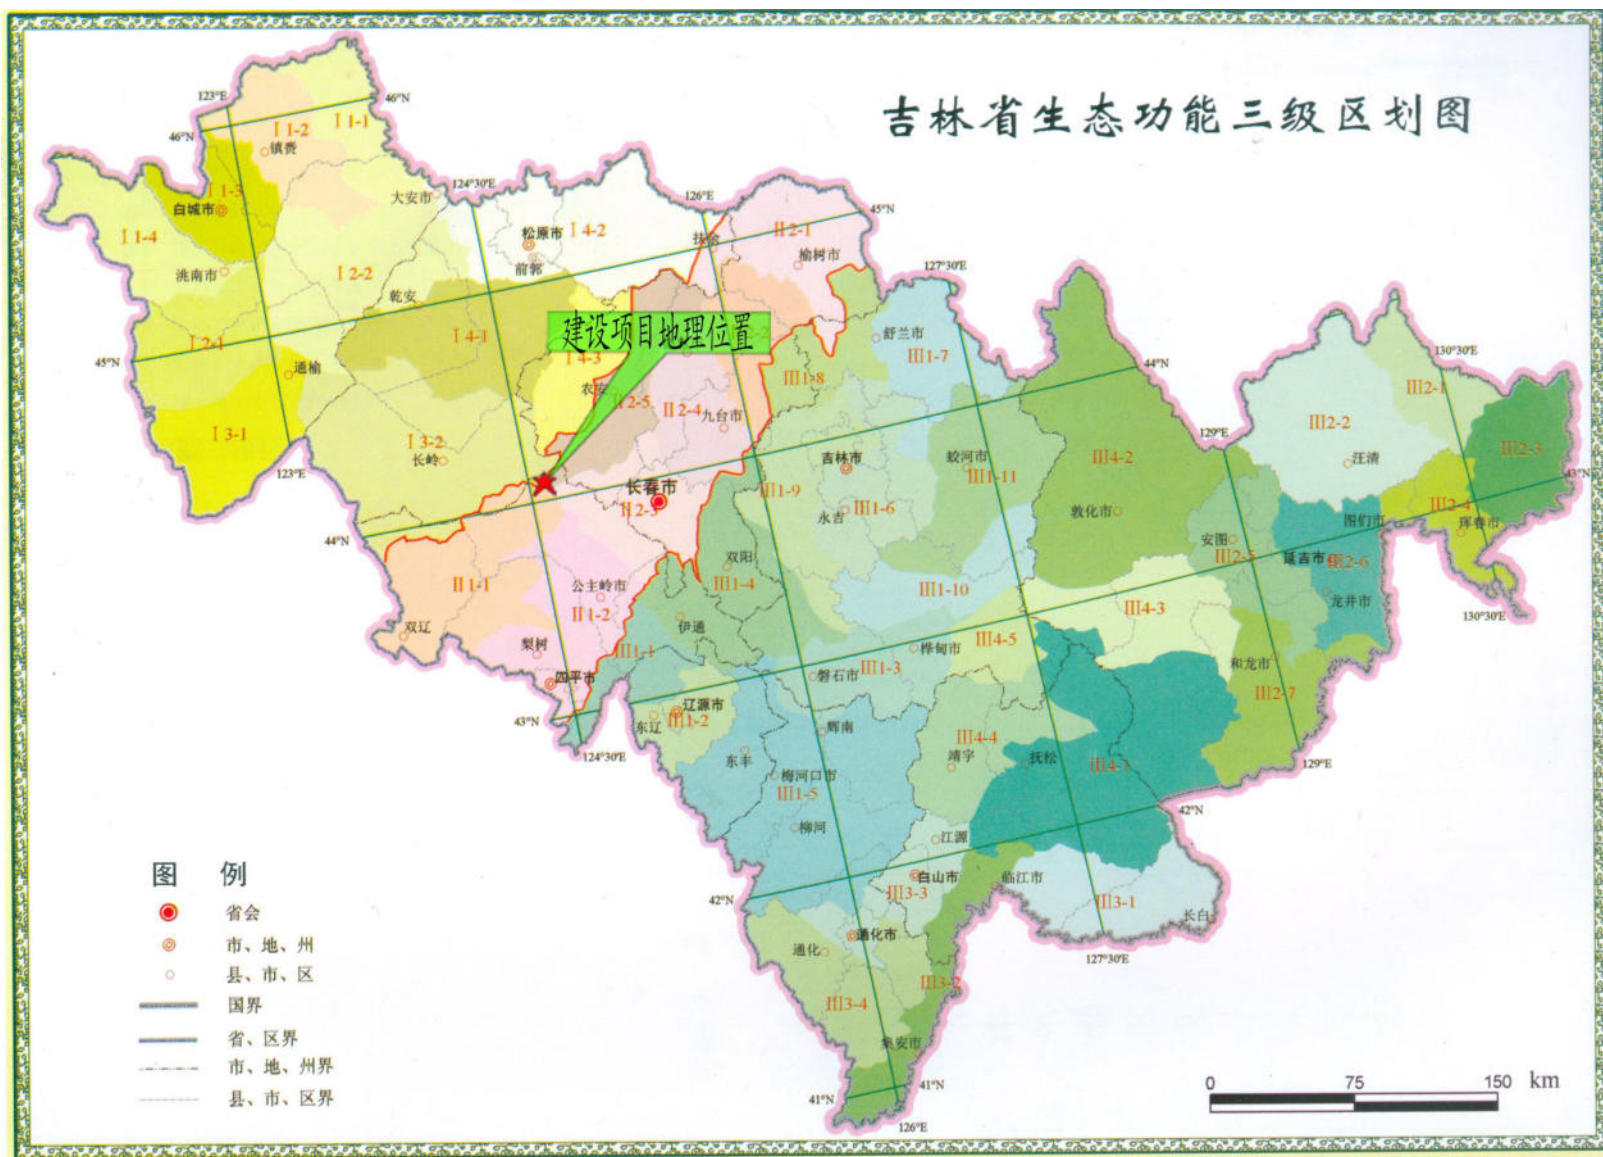 吉林省生态功能三级区划图
123°E
46°N
46°N
Ⅰ1-1
Ⅰ1-2
镇赉
Ⅰ1-3
白城市
大安市
124°30′E
126°E
45°N
Ⅰ1-4
松原市
Ⅰ4-2
扶余
Ⅱ2-1
洮南市
Ⅰ2-2
前郭
榆树市
127°30′E
乾安
建设项目地理位置
舒兰市
Ⅲ1-7
44°N
130°30′E
45°N
Ⅰ2-1
Ⅰ4-1
Ⅰ4-3
通榆
农安
Ⅱ2-5
Ⅱ2-4
九台市
Ⅲ1-8
Ⅲ2-1
Ⅰ3-1
Ⅰ3-2
长岭
123°E
129°E
Ⅲ2-2
汪清
Ⅲ2-3
43°N
吉林市
蛟河市
Ⅲ1-11
Ⅲ4-2
长春市
Ⅲ1-9
Ⅲ1-6
永吉
敦化市
Ⅲ2-4
图们市
珲春市
44°N
双阳
Ⅲ1-4
安图
Ⅲ2-5
延吉市
Ⅲ2-6
龙井市
Ⅱ1-1
公主岭市
Ⅱ1-2
Ⅲ1-10
Ⅲ4-3
130°30′E
双辽
伊通
梨树
Ⅲ1-1
Ⅲ4-5
桦甸市
和龙市
四平市
Ⅲ1-3
磐石市
Ⅲ2-7
43°N
辽源市
东辽
Ⅲ1-2
辉南
Ⅲ4-4
124°30′E
东丰
靖宇
抚松
Ⅲ4-1
129°E
梅河口市
Ⅲ1-5
柳河
江源
42°N
42°N
白山市
Ⅲ3-3
临江市
Ⅲ3-1
长白
通化市
通化
127°30′E
Ⅲ3-2
Ⅲ3-4
集安市
41°N
41°N
126°E
图 例
省会
市、地、州
县、市、区
国界
省、区界
市、地、州界
县、市、区界
0 75 150 km